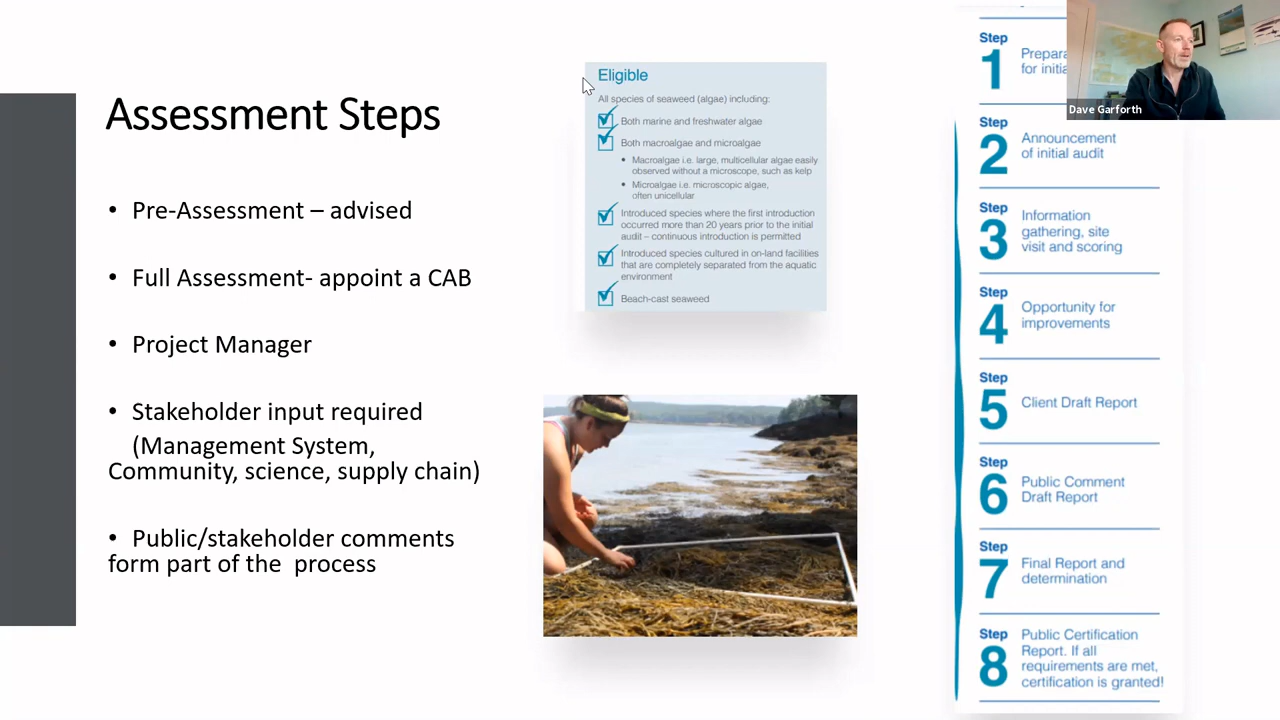 Assessment Steps
• Pre-Assessment – advised
• Full Assessment- appoint a CAB
• Project Manager
• Stakeholder input required
(Management System,
Community, science, supply chain)
• Public/stakeholder comments
form part of the process
Eligible
All species of seaweed (algae) including:
Both marine and freshwater algae
Both macroalgae and microalgae
• Macroalgae i.e. large, multicellular algae easily
observed without a microscope, such as kelp
• Microalgae i.e. microscopic algae,
often unicellular
Introduced species where the first introduction
occurred more than 20 years prior to the initial
audit – continuous introduction is permitted
Introduced species cultured in on-land facilities
that are completely separated from the aquatic
environment
Beach-cast seaweed
Step
1
for
Step
2
Announcement
of initial audit
Step
3
Information
gathering, site
visit and scoring
Step
4
Opportunity for
improvements
Step
5
Client Draft Report
Step
6
Public Comment
Draft Report
Step
7
Final Report and
determination
Step
8
Public Certification
Report. If all
requirements are met,
certification is granted!
Dave Garforth